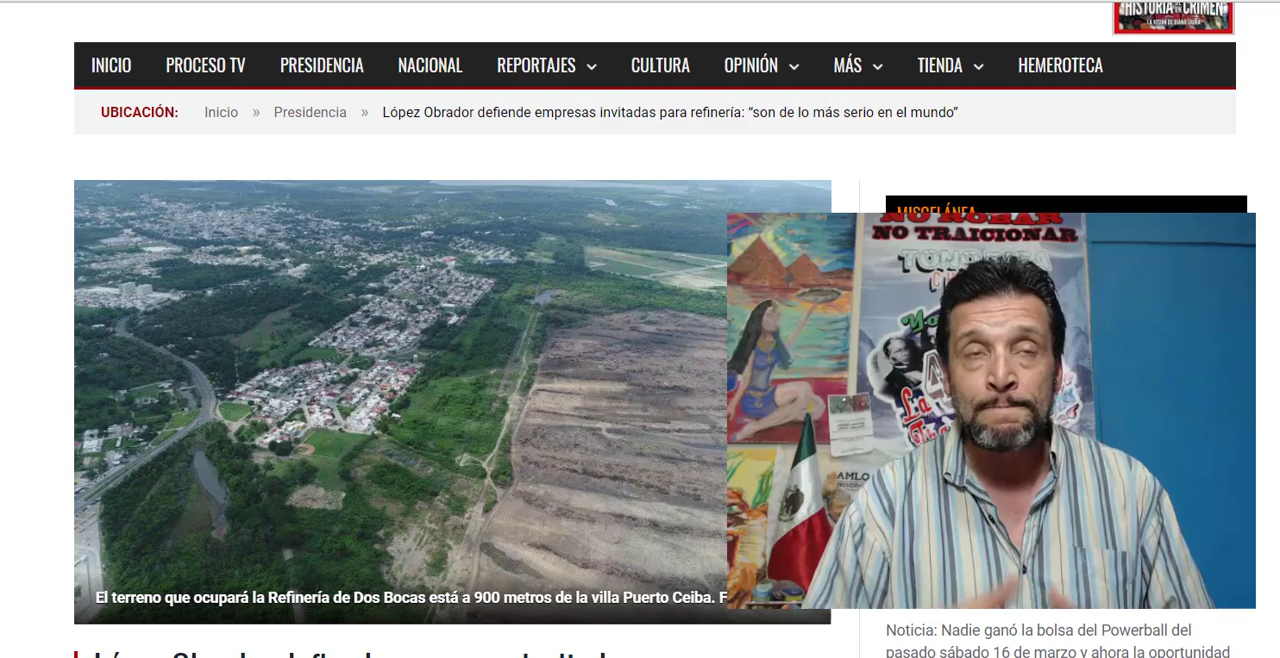 HISTORIA DE UN CRIMEN
INICIO PROCESO TV PRESIDENCIA NACIONAL REPORTAJES CULTURA OPINIÓN MÁS TIENDA HEMEROTECA
UBICACIÓN: Inicio » Presidencia » López Obrador defiende empresas invitadas para refinería: “son de lo más serio en el mundo”
MISCELÁNEA
NO ROBAR
NO TRAICIONAR
AMLO
El terreno que ocupará la Refinería de Dos Bocas está a 900 metros de la villa Puerto Ceiba. F
Noticia: Nadie ganó la bolsa del Powerball del
pasado sábado 16 de marzo y ahora la oportunidad